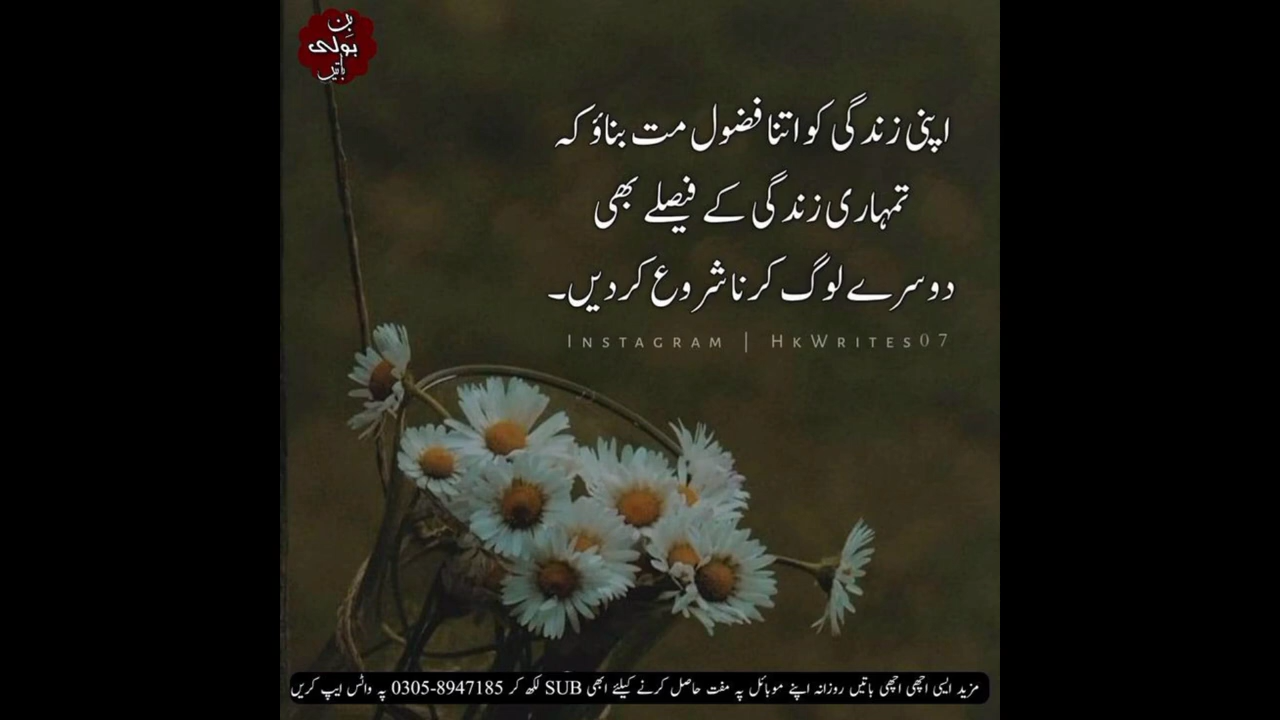 بن
بولی
باتیں
اپنی زندگی کو اتنا فضول مت بناؤ کہ
تمہاری زندگی کے فیصلے بھی
دوسرے لوگ کرنا شروع کردیں۔
INSTAGRAM | HKWRITES07
مزید ایسی اچھی اچھی باتیں روزانہ اپنے موبائل پہ مفت حاصل کرنے کیلئے ابھی SUB لکھ کر 0305-8947185 پہ واٹس ایپ کریں